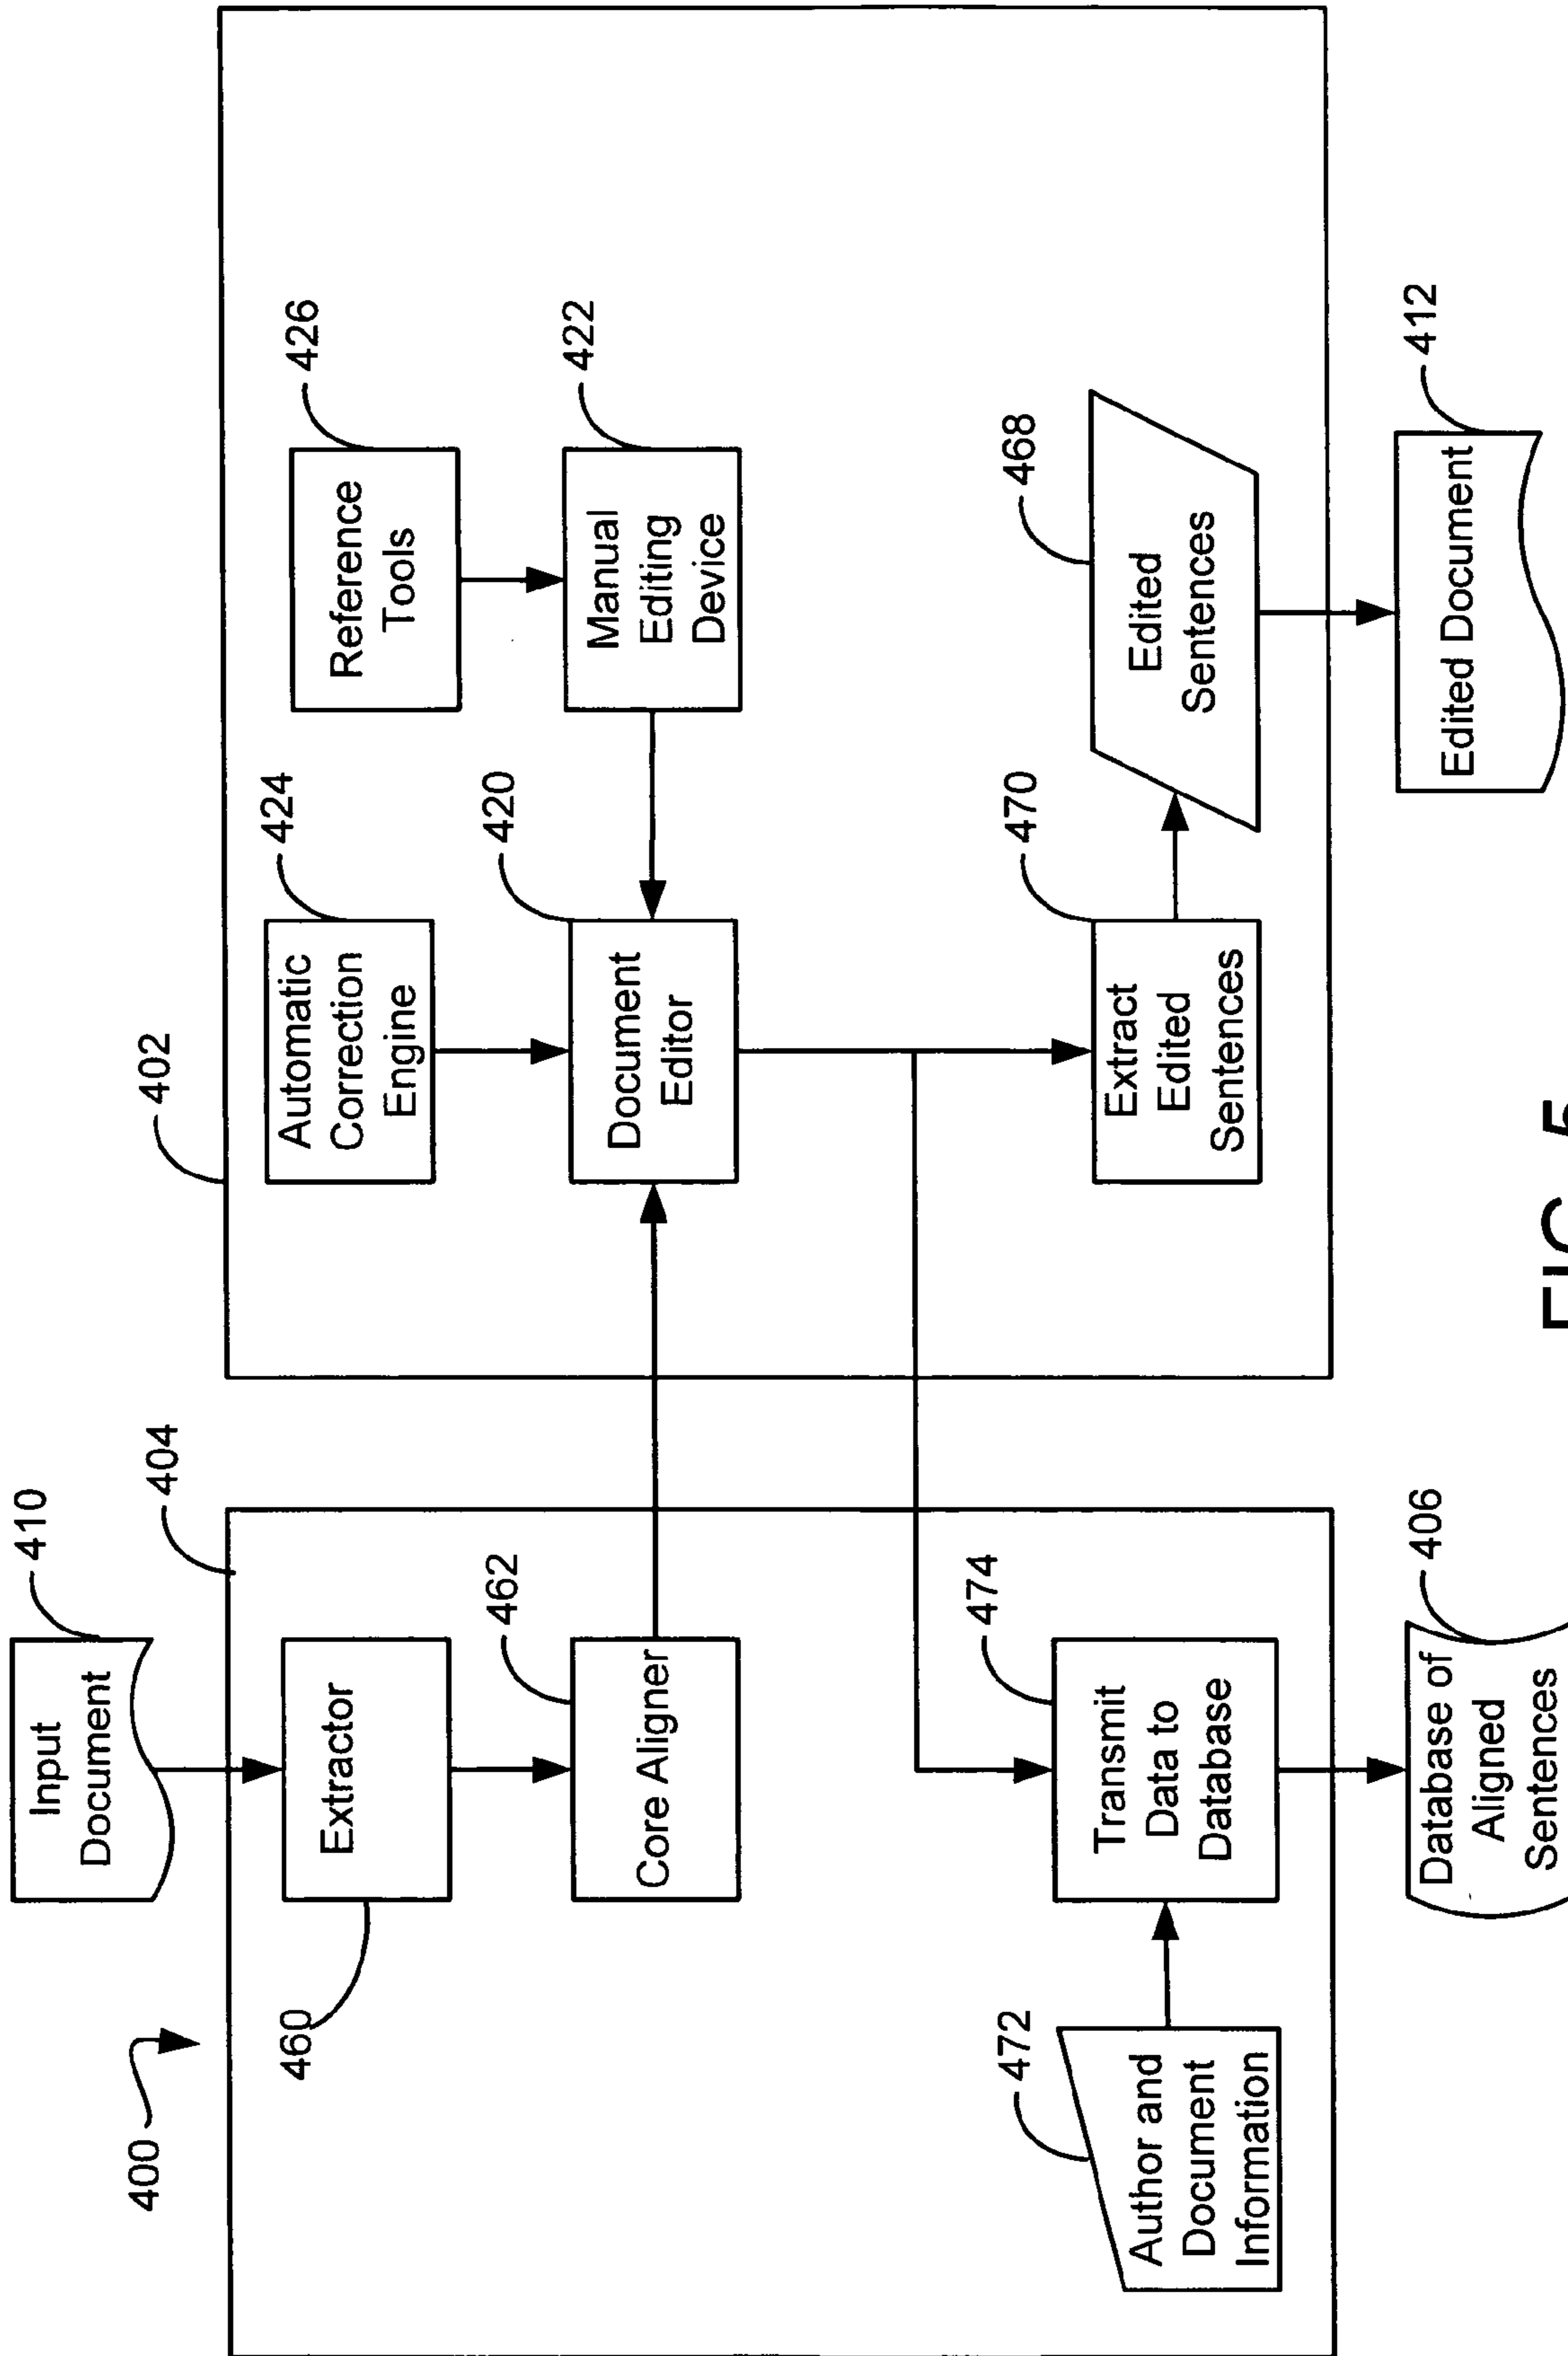 400
410
Input
Document
404
460
Extractor
462
Core Aligner
472
Author and
Document
Information
474
Transmit
Data to
Database
406
Database of
Aligned
Sentences
402
424
Automatic
Correction
Engine
426
Reference
Tools
420
Document
Editor
422
Manual
Editing
Device
470
Extract
Edited
Sentences
468
Edited
Sentences
412
Edited Document
FIG. 5